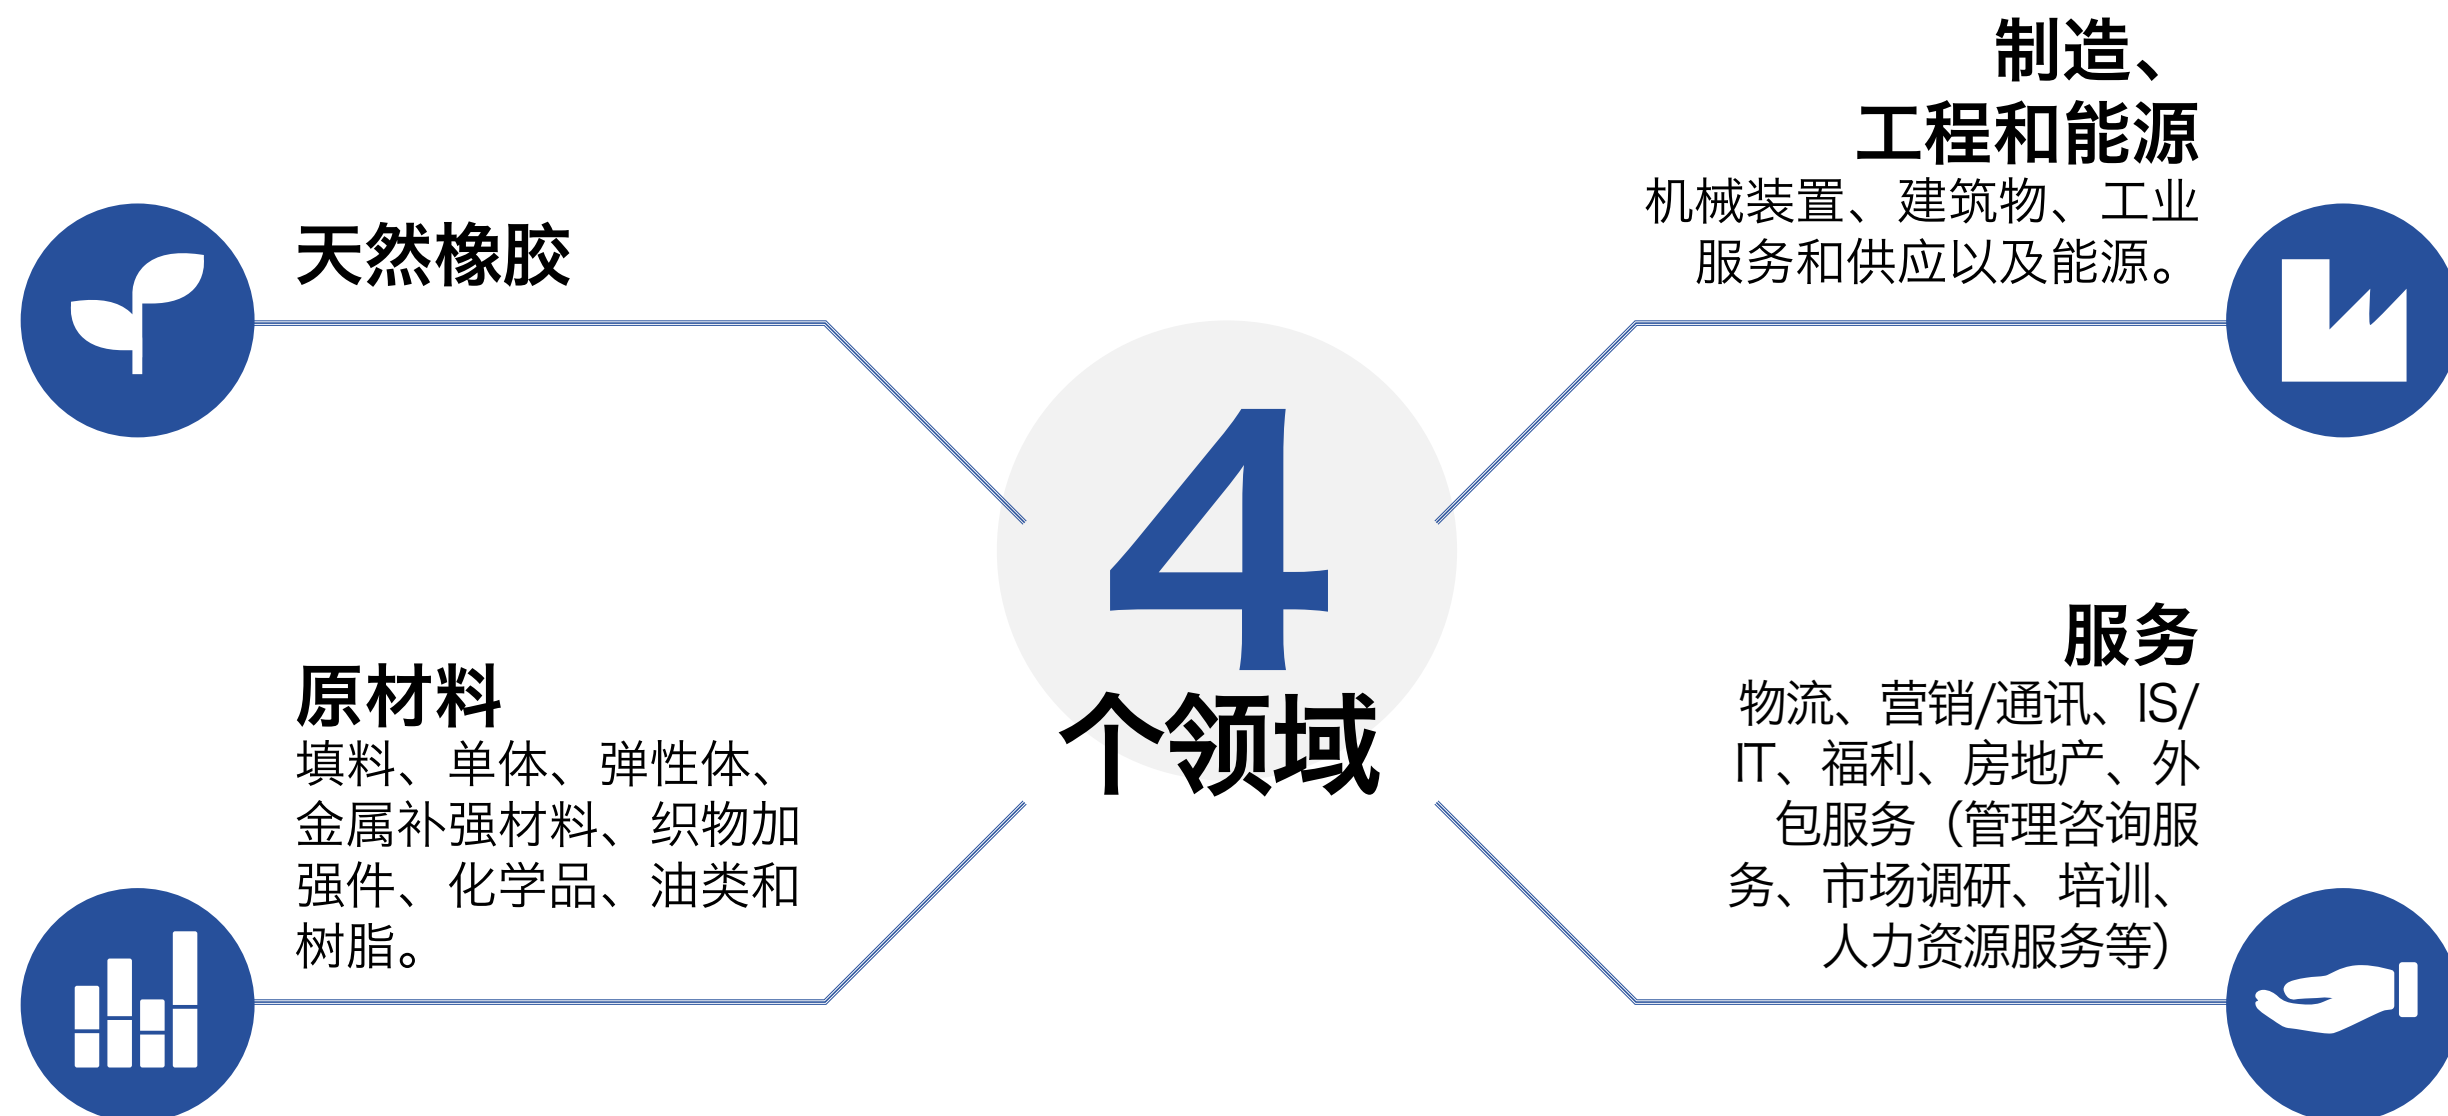 天然橡胶
制造、
工程和能源
机械装置、建筑物、工业
服务和供应以及能源。
4
个领域
原材料
填料、单体、弹性体、
金属补强材料、织物加
强件、化学品、油类和
树脂。
服务
物流、营销/通讯、IS/
IT、福利、房地产、外
包服务（管理咨询服
务、市场调研、培训、
人力资源服务等）